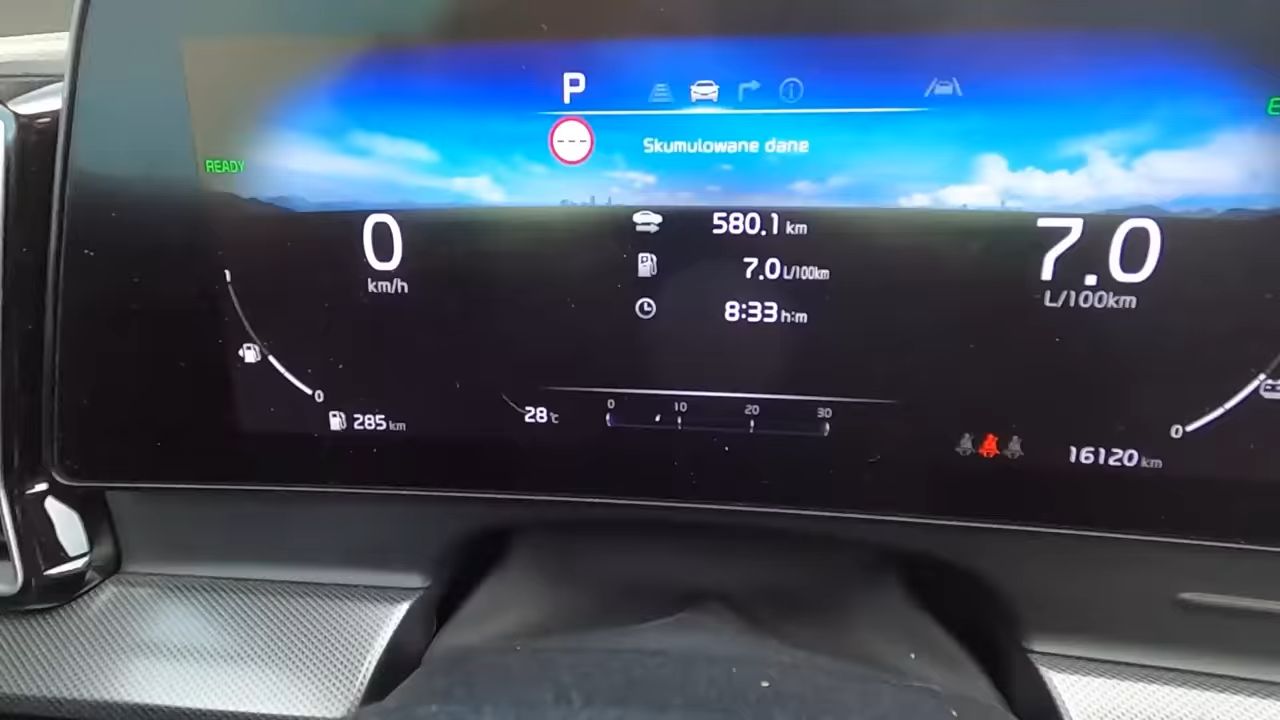 P
---
Skumulowane dane
READY
0
km/h
580.1 km
7.0 L/100km
8:33 h:m
7.0
L/100km
1
0
285 km
28°C
0 10 20 30
0
16120 km
E